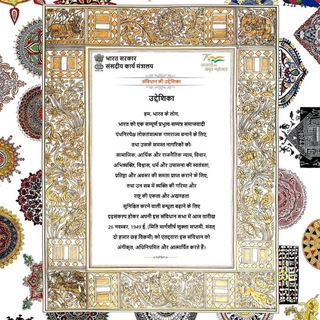 भारत सरकार
संसदीय कार्य मंत्रालय
संविधान की उद्देशिका
उद्देशिका
हम, भारत के लोग,
भारत को एक सम्पूर्ण प्रभुत्व-सम्पन्न समाजवादी
पंथनिरपेक्ष लोकतंत्रात्मक गणराज्य बनाने के लिए,
तथा उसके समस्त नागरिकों को:
सामाजिक, आर्थिक और राजनैतिक न्याय, विचार,
अभिव्यक्ति, विश्वास, धर्म और उपासना की स्वतंत्रता,
प्रतिष्ठा और अवसर की समता प्राप्त कराने के लिए,
तथा उन सब में व्यक्ति की गरिमा और
राष्ट्र की एकता और अखण्डता
सुनिश्चित करने वाली बन्धुता बढ़ाने के लिए
दृढ़संकल्प होकर अपनी इस संविधान सभा में आज तारीख
26 नवम्बर, 1949 ई. (मिति मार्गशीर्ष शुक्ला सप्तमी, संवत्
दो हजार छह विक्रमी) को एतद्द्वारा इस संविधान को
अंगीकृत, अधिनियमित और आत्मार्पित करते हैं।